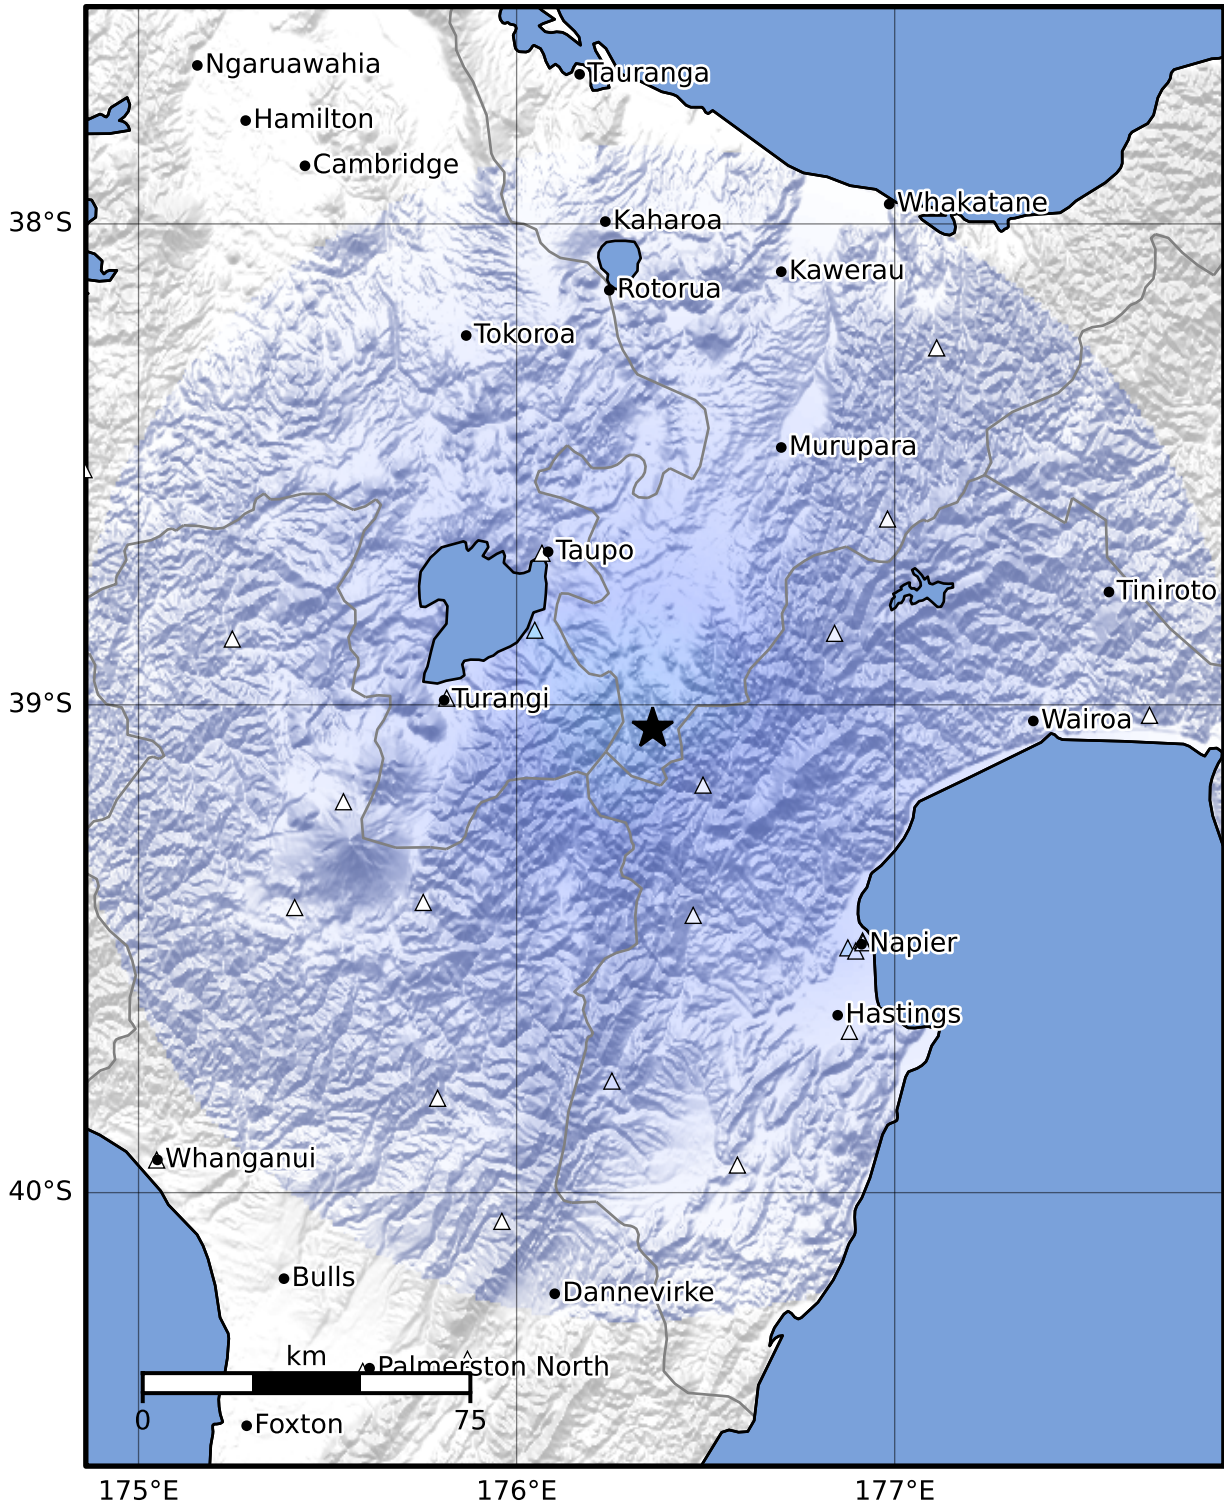 Ngaruawahia
Tauranga
Hamilton
Cambridge
Whakatane
38°S
Kaharoa
Kawerau
Rotorua
Tokoroa
Murupara
Taupo
Tiniroto
Turangi
39°S
Wairoa
Napier
Hastings
Whanganui
40°S
Bulls
Dannevirke
km
Palmerston North
0
75
Foxton
175°E
176°E
177°E